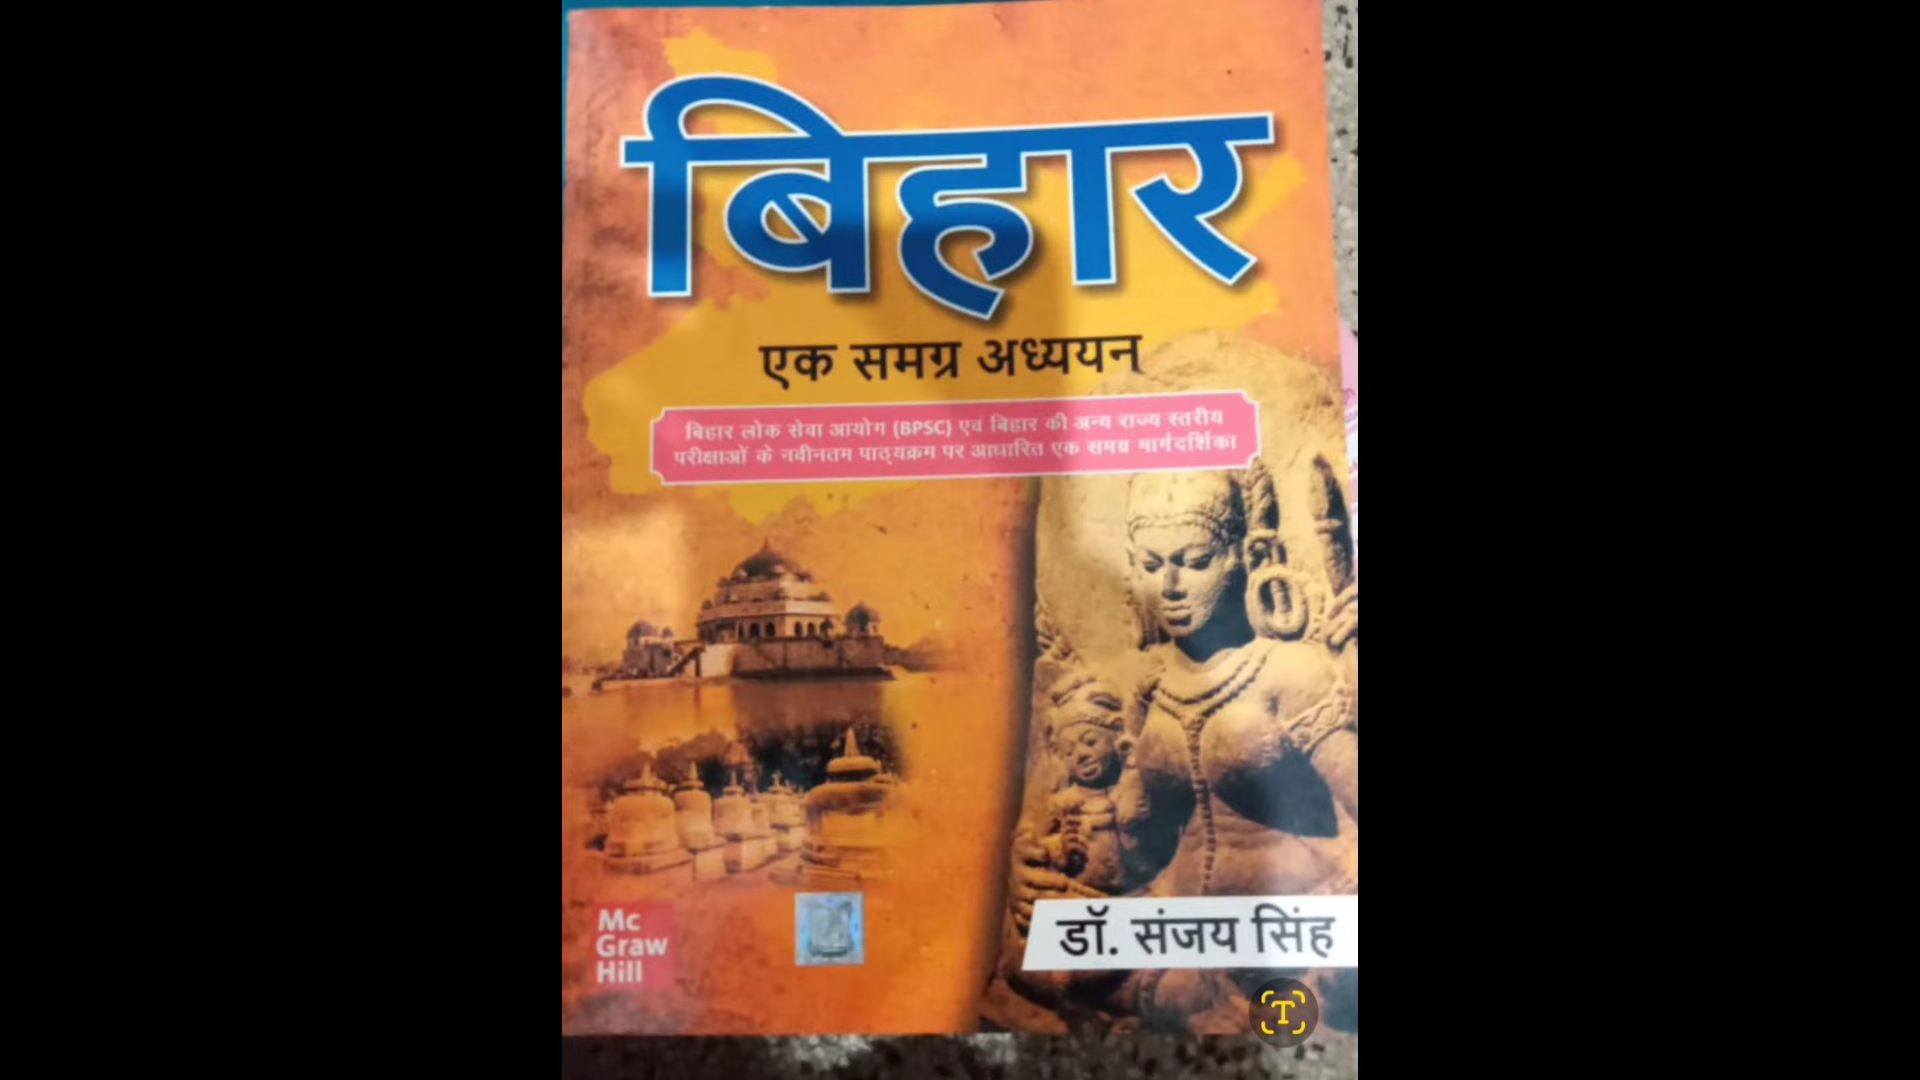 बिहार
एक समग्र अध्ययन
बिहार लोक सेवा आयोग (BPSC) एवं बिहार की अन्य राज्य स्तरीय
परीक्षाओं के नवीनतम पाठ्यक्रम पर आधारित एक समग्र मार्गदर्शिका
Mc
Graw
Hill
डॉ. संजय सिंह